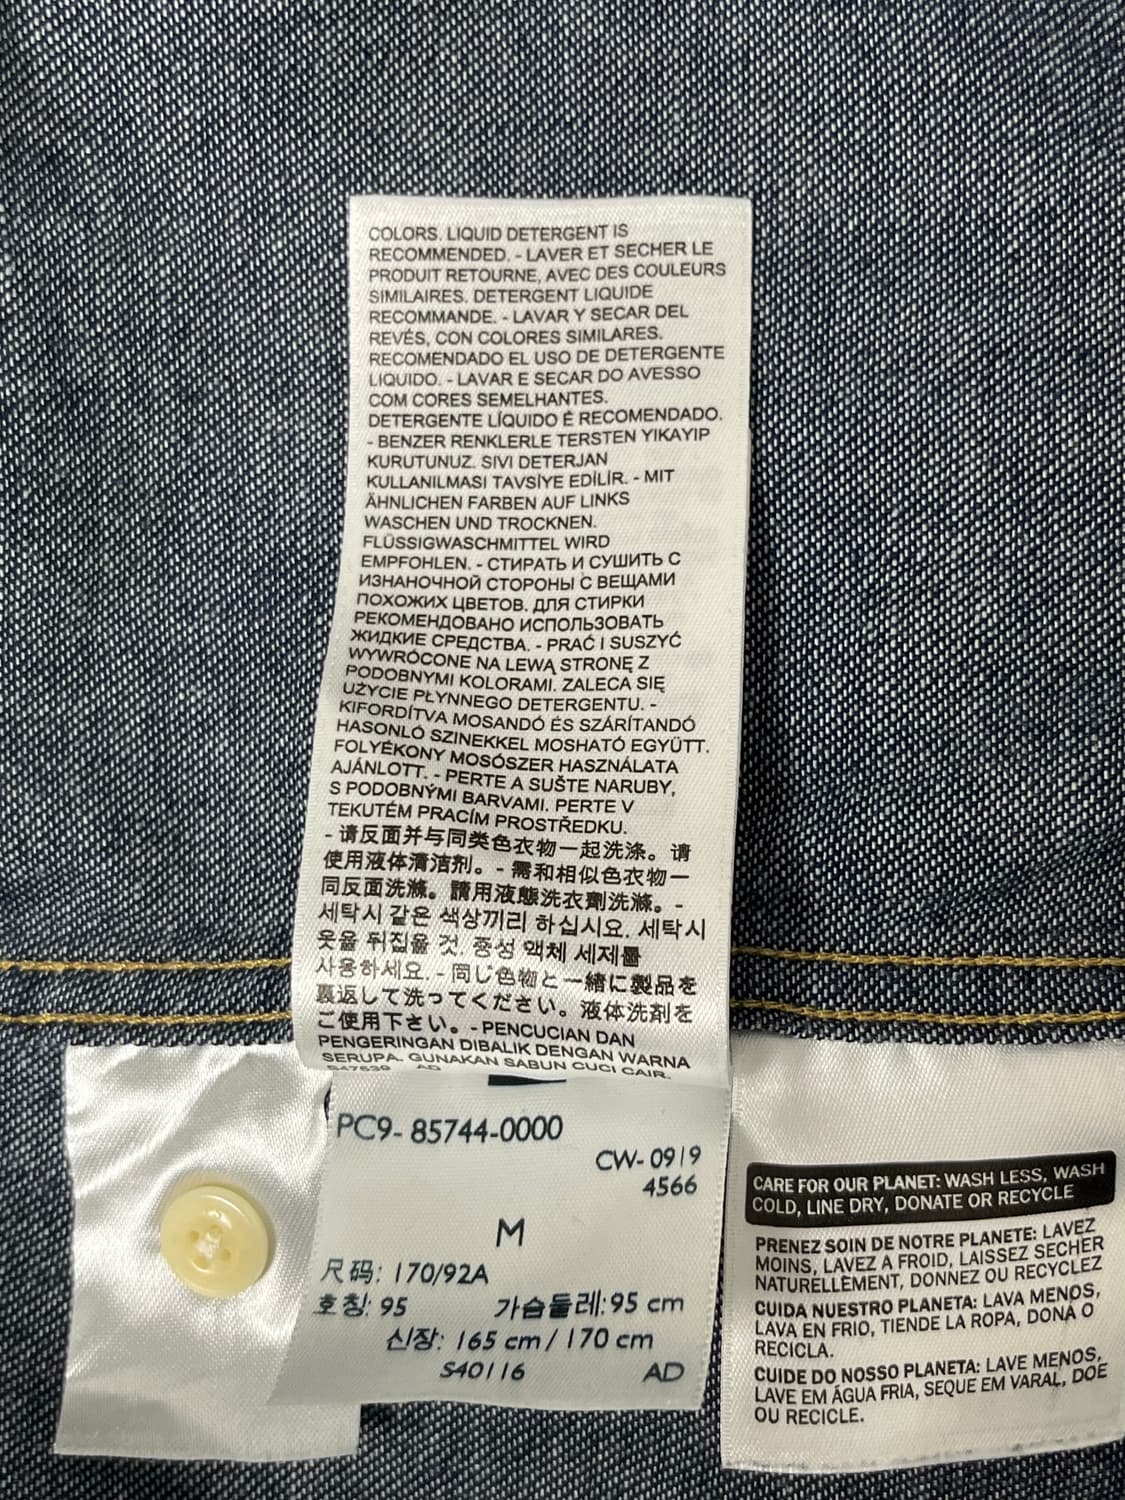 COLORS. LIQUID DETERGENT IS
RECOMMENDED. - LAVER ET SECHER LE
PRODUIT RETOURNE, AVEC DES COULEURS
SIMILAIRES. DETERGENT LIQUIDE
RECOMMANDE. - LAVAR Y SECAR DEL
REVÉS, CON COLORES SIMILARES.
RECOMENDADO EL USO DE DETERGENTE
LIQUIDO. - LAVAR E SECAR DO AVESSO
COM CORES SEMELHANTES.
DETERGENTE LÍQUIDO É RECOMENDADO.
- BENZER RENKLERLE TERSTEN YIKAYIP
KURUTUNUZ. SIVI DETERJAN
KULLANILMASI TAVSİYE EDİLİR. - MIT
ÄHNLICHEN FARBEN AUF LINKS
WASCHEN UND TROCKNEN.
FLÜSSIGWASCHMITTEL WIRD
EMPFOHLEN. - СТИРАТЬ И СУШИТЬ С
ИЗНАНОЧНОЙ СТОРОНЫ С ВЕЩАМИ
ПОХОЖИХ ЦВЕТОВ. ДЛЯ СТИРКИ
РЕКОМЕНДОВАНО ИСПОЛЬЗОВАТЬ
ЖИДКИЕ СРЕДСТВА. - PRAĆ I SUSZYĆ
WYWRÓCONE NA LEWĄ STRONĘ Z
PODOBNYMI KOLORAMI. ZALECA SIĘ
UŻYCIE PŁYNNEGO DETERGENTU. -
KIFORDÍTVA MOSANDÓ ÉS SZÁRÍTANDÓ
HASONLÓ SZINEKKEL MOSHATÓ EGYÜTT.
FOLYÉKONY MOSÓSZER HASZNÁLATA
AJÁNLOTT. - PERTE A SUŠTE NARUBY,
S PODOBNÝMI BARVAMI. PERTE V
TEKUTÉM PRACÍM PROSTŘEDKU.
- 请反面并与同类色衣物一起洗涤。请
使用液体清洁剂。- 需和相似色衣物一
同反面洗滌。請用液態洗衣劑洗滌。-
세탁시 같은 색상끼리 하십시요. 세탁시
옷을 뒤집을 것. 중성 액체 세제를
사용하세요. - 同じ色物と一緒に製品を
裏返して洗ってください。液体洗剤を
ご使用下さい。- PENCUCIAN DAN
PENGERINGAN DIBALIK DENGAN WARNA
SERUPA. GUNAKAN SABUN CUCI CAIR.
PC9- 85744-0000
CW- 0919
4566
M
尺码: 170/92A
호칭: 95 가슴둘레: 95 cm
신장: 165 cm / 170 cm
S40116 AD
CARE FOR OUR PLANET: WASH LESS, WASH
COLD, LINE DRY, DONATE OR RECYCLE
PRENEZ SOIN DE NOTRE PLANETE: LAVEZ
MOINS, LAVEZ A FROID, LAISSEZ SECHER
NATURELLEMENT, DONNEZ OU RECYCLEZ
CUIDA NUESTRO PLANETA: LAVA MENOS,
LAVA EN FRIO, TIENDE LA ROPA, DONA O
RECICLA.
CUIDE DO NOSSO PLANETA: LAVE MENOS,
LAVE EM ÁGUA FRIA, SEQUE EM VARAL, DOE
OU RECICLE.